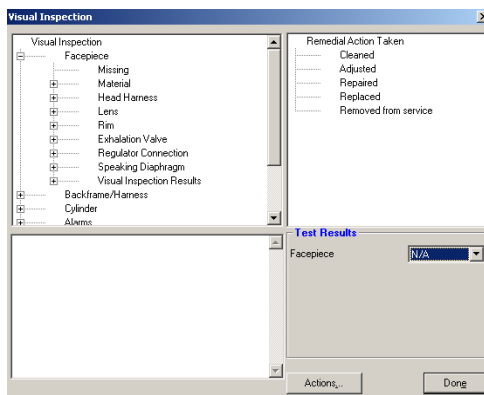 Visual Inspection
Visual Inspection
Facepiece
Missing
Material
Head Harness
Lens
Rim
Exhalation Valve
Regulator Connection
Speaking Diaphragm
Visual Inspection Results
Backframe/Harness
Cylinder
Alarms
Remedial Action Taken
Cleaned
Adjusted
Repaired
Replaced
Removed from service
Test Results
Facepiece N/A
Actions,.. Done